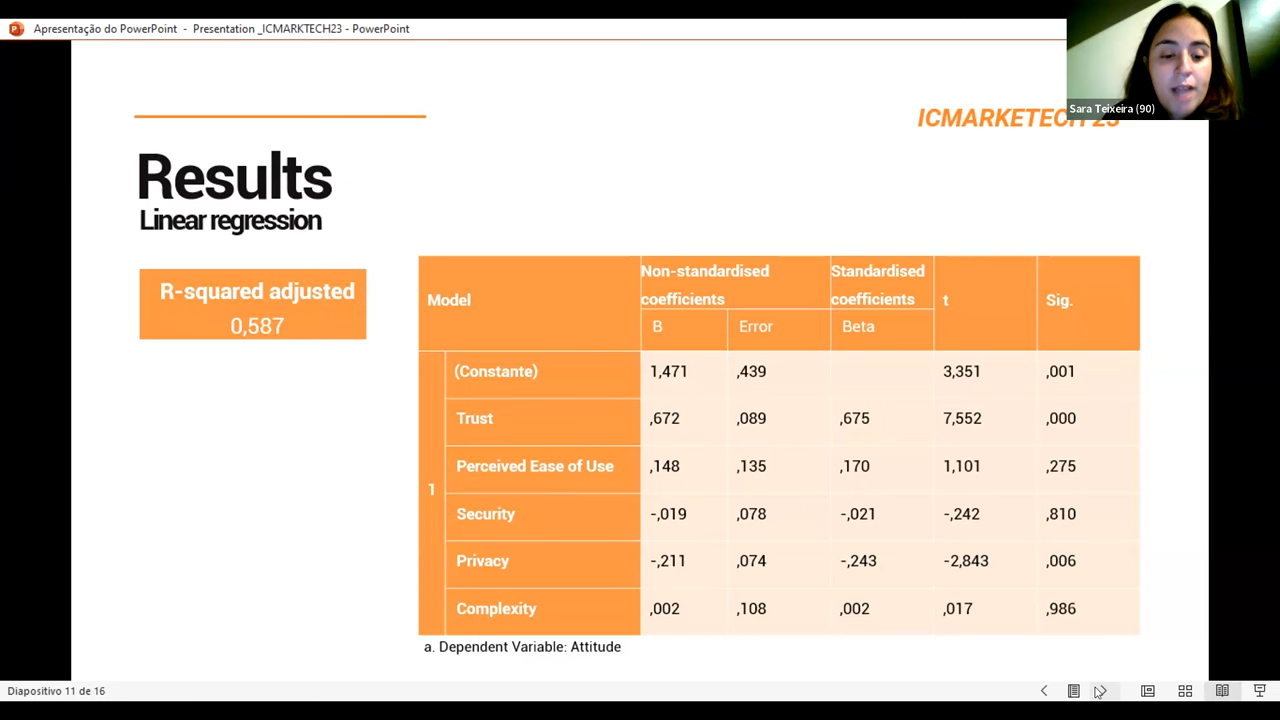 Apresentação do PowerPoint - Presentation _ICMARKTECH23 - PowerPoint
Sara Teixeira (90)
ICMARKETECH 23
Results
Linear regression
R-squared adjusted
0,587
Model Non-standardised coefficients Standardised coefficients t Sig.
B Error Beta
1
(Constante) 1,471 ,439 3,351 ,001
Trust ,672 ,089 ,675 7,552 ,000
Perceived Ease of Use ,148 ,135 ,170 1,101 ,275
Security -,019 ,078 -,021 -,242 ,810
Privacy -,211 ,074 -,243 -2,843 ,006
Complexity ,002 ,108 ,002 ,017 ,986
a. Dependent Variable: Attitude
Diapositivo 11 de 16